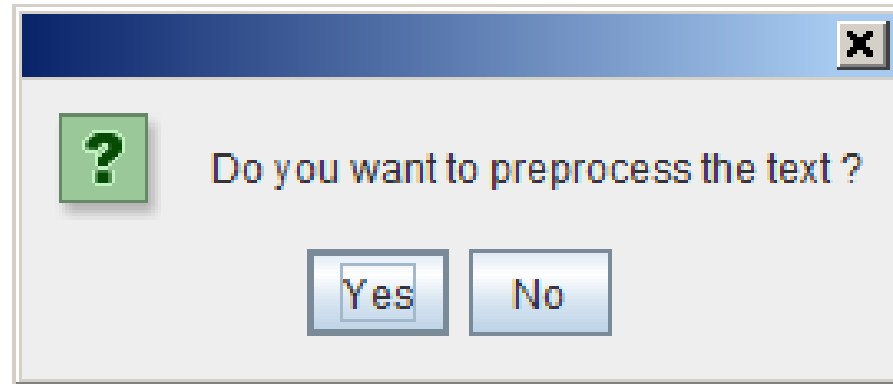 Do you want to preprocess the text ?
Yes No